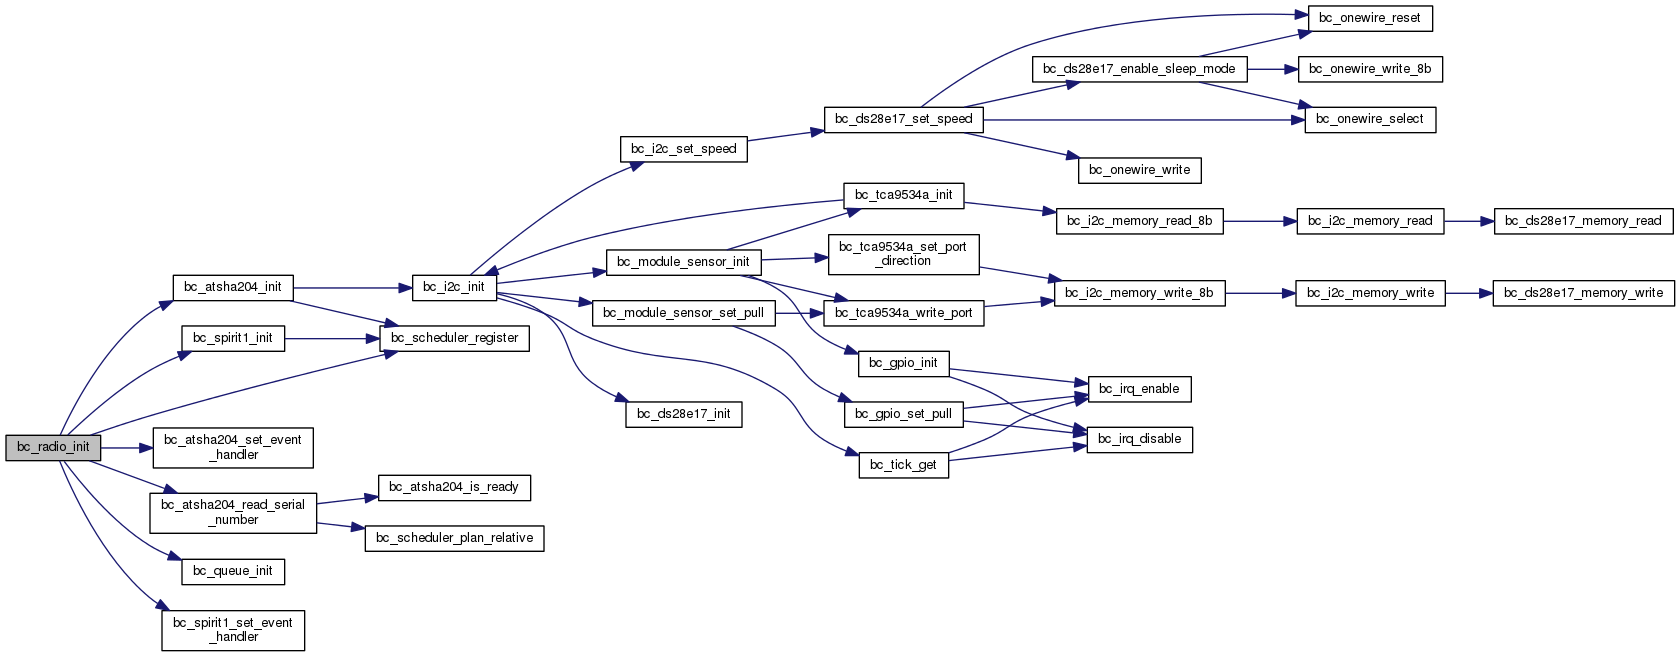 bc_onewire_reset
bc_ds28e17_enable_sleep_mode
bc_onewire_write_8b
bc_ds28e17_set_speed
bc_onewire_select
bc_i2c_set_speed
bc_onewire_write
bc_tca9534a_init
bc_i2c_memory_read_8b
bc_i2c_memory_read
bc_ds28e17_memory_read
bc_tca9534a_set_port
_direction
bc_module_sensor_init
bc_atsha204_init
bc_i2c_init
bc_i2c_memory_write_8b
bc_i2c_memory_write
bc_ds28e17_memory_write
bc_module_sensor_set_pull
bc_tca9534a_write_port
bc_spirit1_init
bc_scheduler_register
bc_gpio_init
bc_irq_enable
bc_ds28e17_init
bc_gpio_set_pull
bc_irq_disable
bc_radio_init
bc_atsha204_set_event
_handler
bc_tick_get
bc_atsha204_is_ready
bc_atsha204_read_serial
_number
bc_scheduler_plan_relative
bc_queue_init
bc_spirit1_set_event
_handler